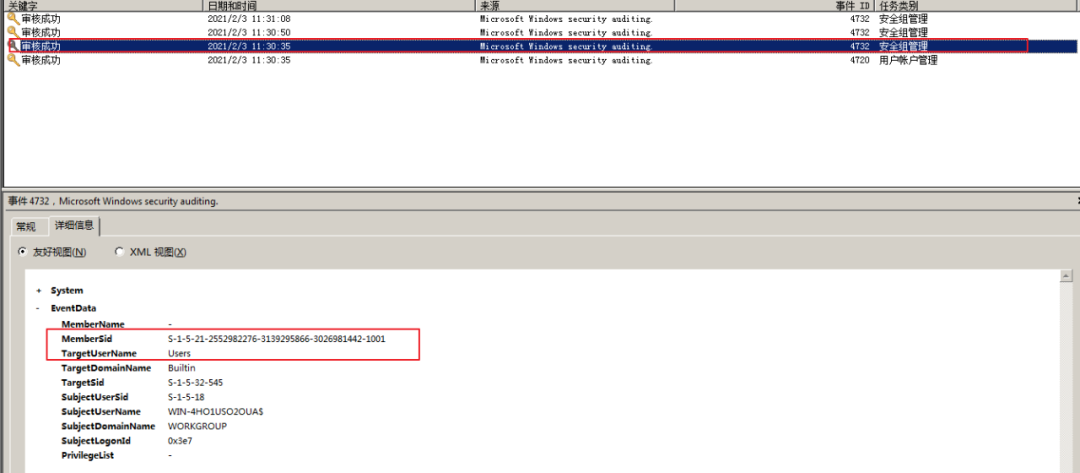 关键字 日期和时间 来源 事件 ID 任务类别
审核成功 2021/2/3 11:31:08 Microsoft Windows security auditing. 4732 安全组管理
审核成功 2021/2/3 11:30:50 Microsoft Windows security auditing. 4732 安全组管理
审核成功 2021/2/3 11:30:35 Microsoft Windows security auditing. 4732 安全组管理
审核成功 2021/2/3 11:30:35 Microsoft Windows security auditing. 4720 用户帐户管理
事件 4732，Microsoft Windows security auditing.
常规 详细信息
友好视图(N) XML 视图(X)
+ System
- EventData
MemberName -
MemberSid S-1-5-21-2552982276-3139295866-3026981442-1001
TargetUserName Users
TargetDomainName Builtin
TargetSid S-1-5-32-545
SubjectUserSid S-1-5-18
SubjectUserName WIN-4HO1USO2OUA$
SubjectDomainName WORKGROUP
SubjectLogonId 0x3e7
PrivilegeList -